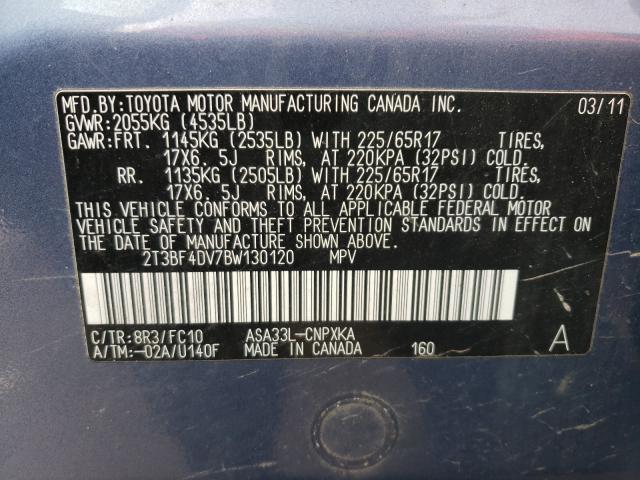 MFD.BY:TOYOTA MOTOR MANUFACTURING CANADA INC. 03/11
GVWR:2055KG (4535LB)
GAWR:FRT. 1145KG (2535LB) WITH 225/65R17 TIRES,
17X6. 5J RIMS, AT 220KPA (32PSI) COLD.
RR. 1135KG (2505LB) WITH 225/65R17 TIRES,
17X6. 5J RIMS, AT 220KPA (32PSI) COLD.
THIS VEHICLE CONFORMS TO ALL APPLICABLE FEDERAL MOTOR
VEHICLE SAFETY AND THEFT PREVENTION STANDARDS IN EFFECT ON
THE DATE OF MANUFACTURE SHOWN ABOVE.
2T3BF4DV7BW130120 MPV
C/TR:8R3/FC10 ASA33L-CNPXKA
A/TM:-02A/U140F MADE IN CANADA 160 A